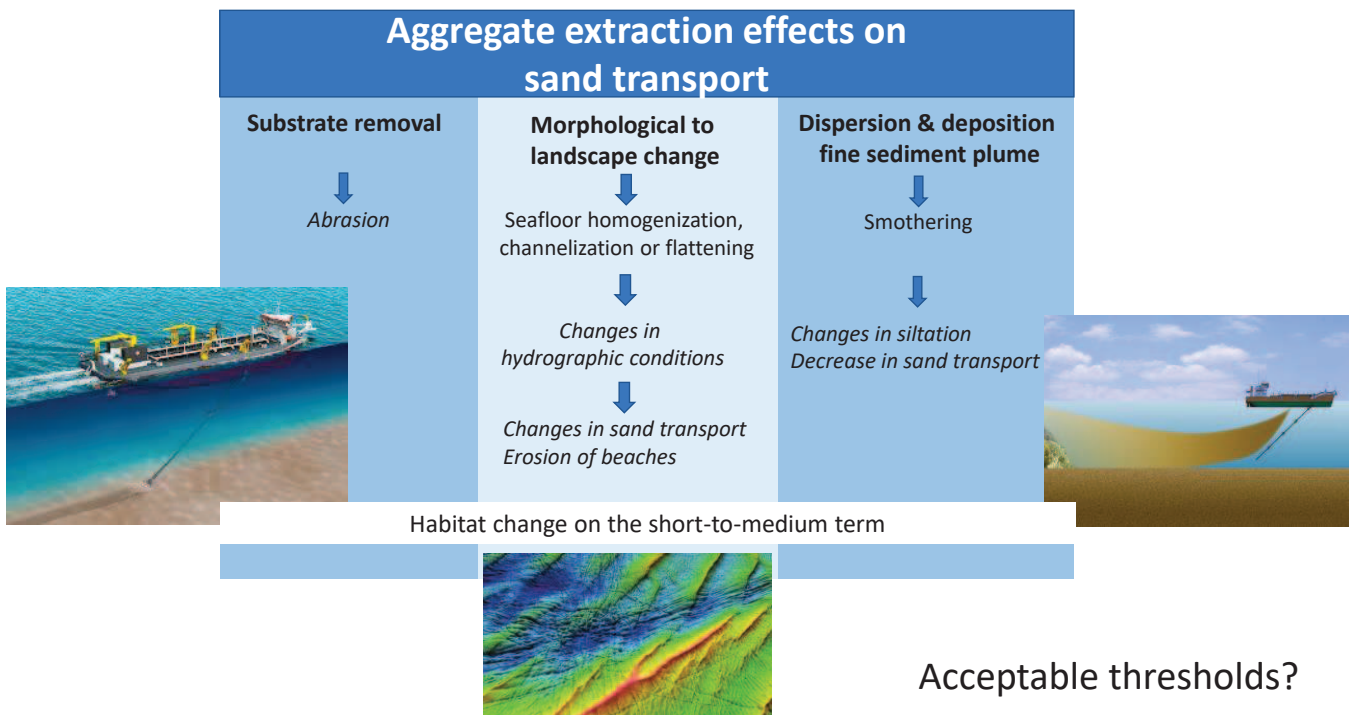 Aggregate extraction effects on
sand transport
Substrate removal
Abrasion
Morphological to
landscape change
Seafloor homogenization,
channelization or flattening
Changes in
hydrographic conditions
Changes in sand transport
Erosion of beaches
Dispersion & deposition
fine sediment plume
Smothering
Changes in siltation
Decrease in sand transport
Habitat change on the short-to-medium term
Acceptable thresholds?